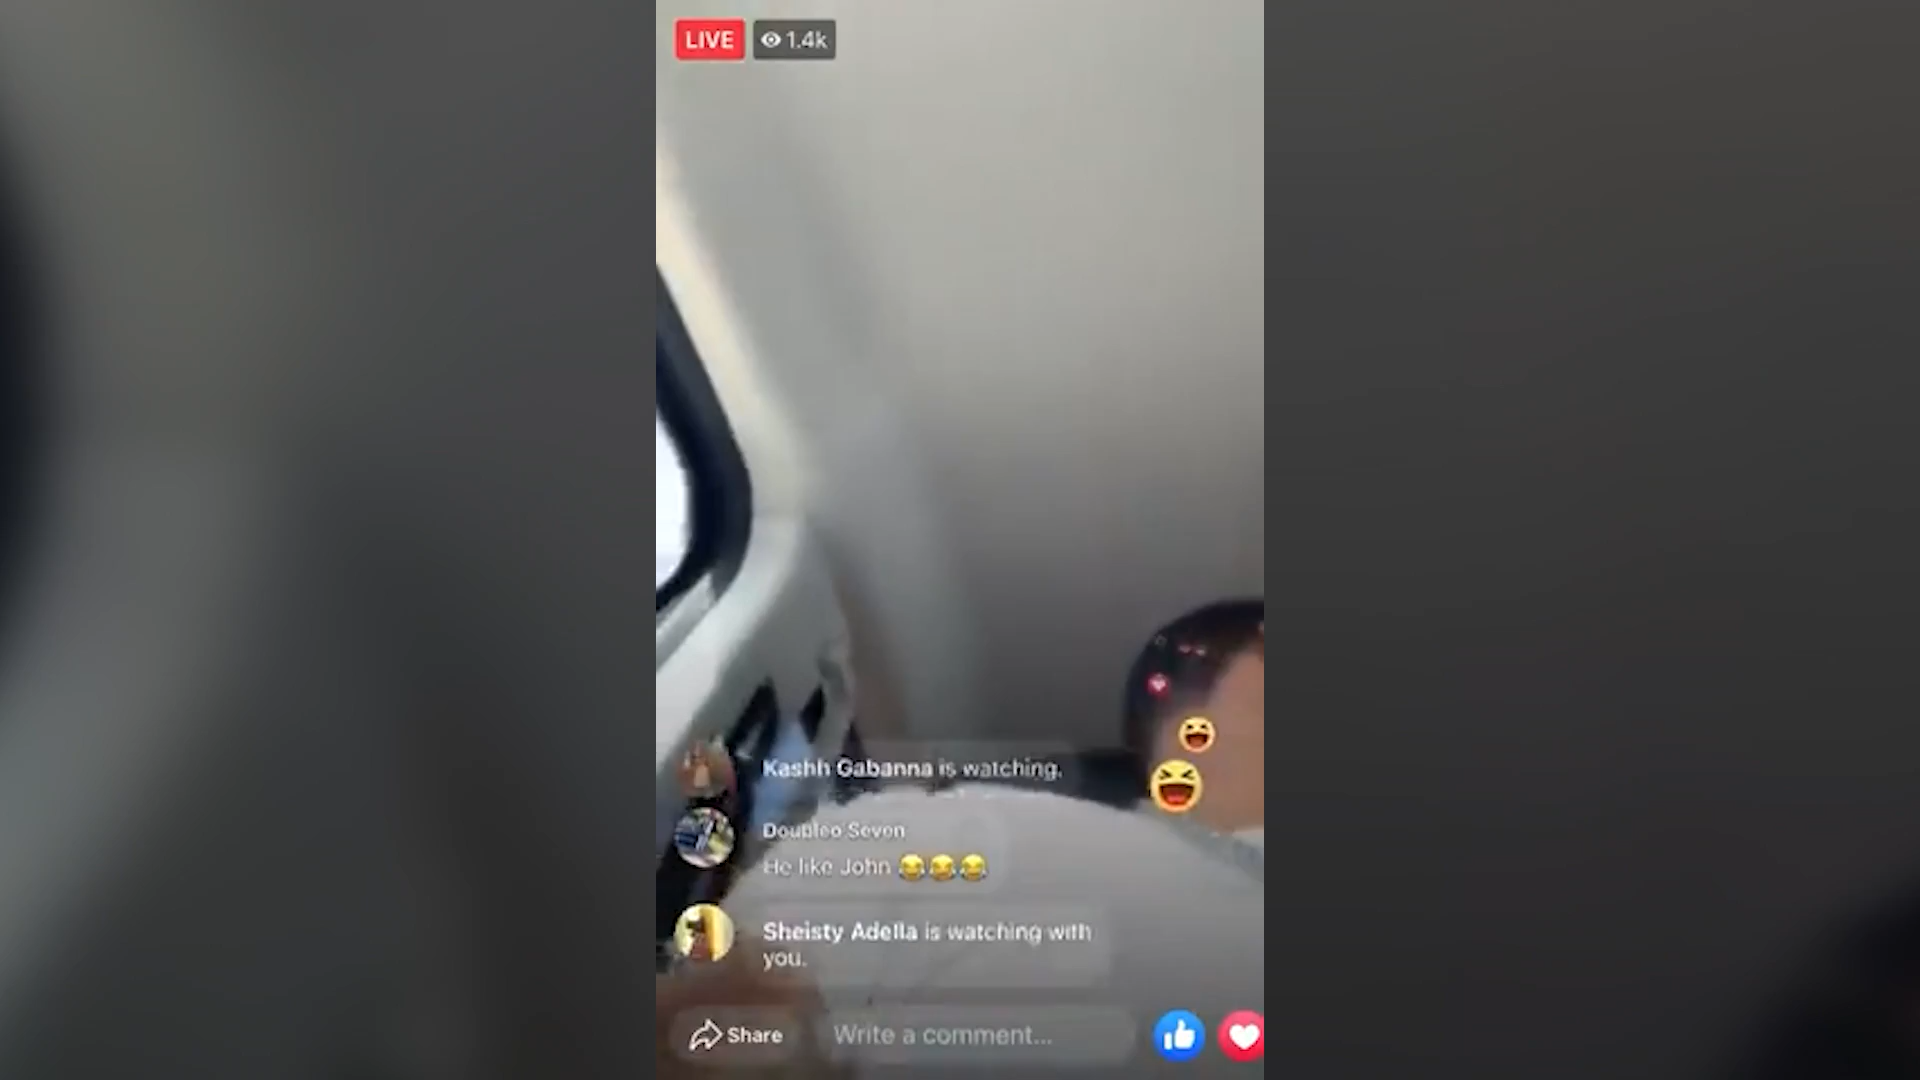 LIVE 1.4k
Kashh Gabanna is watching.
Doubleo Seven
He like John 😂😂😂
Sheisty Adella is watching with
you.
Share
Write a comment...